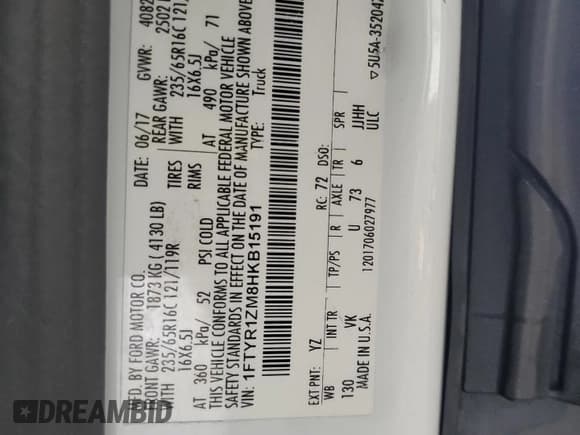 MFD. BY FORD MOTOR CO.
DATE: 06/17 GVWR: 4082
FRONT GAWR: 1873 KG ( 4130 LB) REAR GAWR: 2502
WITH 235/65R16C 121/119R TIRES WITH 235/65R16C 121/
16X6.5J RIMS 16X6.5J
AT 360 kPa/ 52 PSI COLD AT 490 kPa/ 71
THIS VEHICLE CONFORMS TO ALL APPLICABLE FEDERAL MOTOR VEHICLE
SAFETY STANDARDS IN EFFECT ON THE DATE OF MANUFACTURE SHOWN ABOVE
VIN: 1FTYR1ZM8HKB15191 TYPE: Truck
EXT PNT: YZ RC: 72 DSO:
WB INT TR TP/PS R AXLE TR SPR
130 VK U 73 6 JJHH
MADE IN U.S.A. 1201706027977 ULC
▽5U5A-35204
DREAMBID